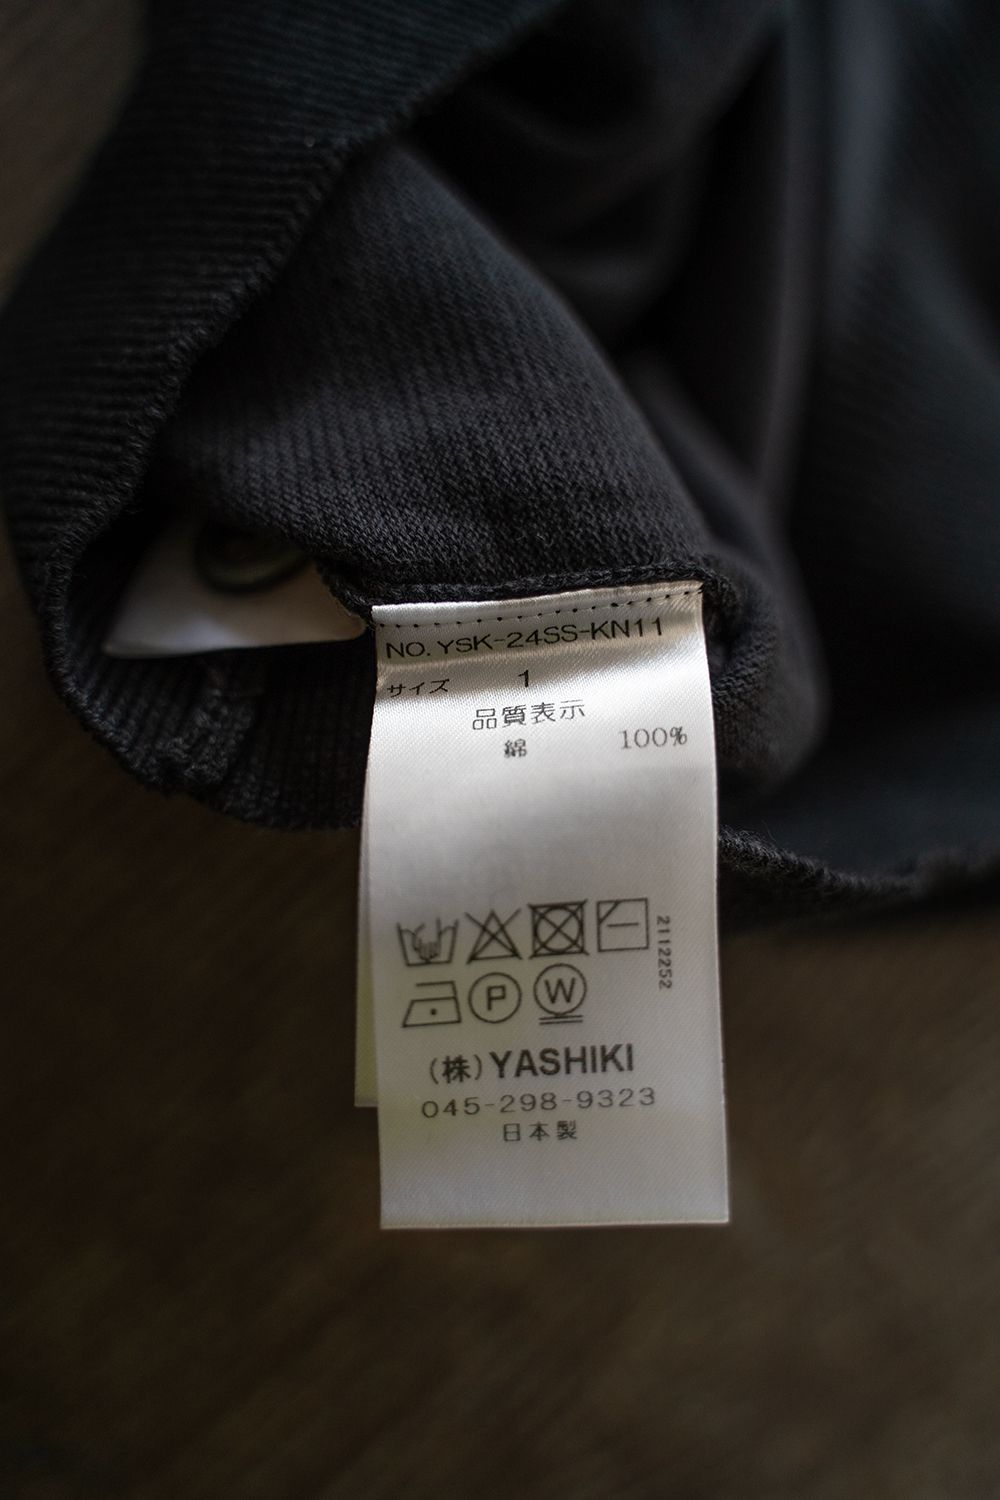 NO. YSK-24SS-KN11
サイズ 1
品質表示
綿 100%
2112252
P W
(株) YASHIKI
045-298-9323
日本製